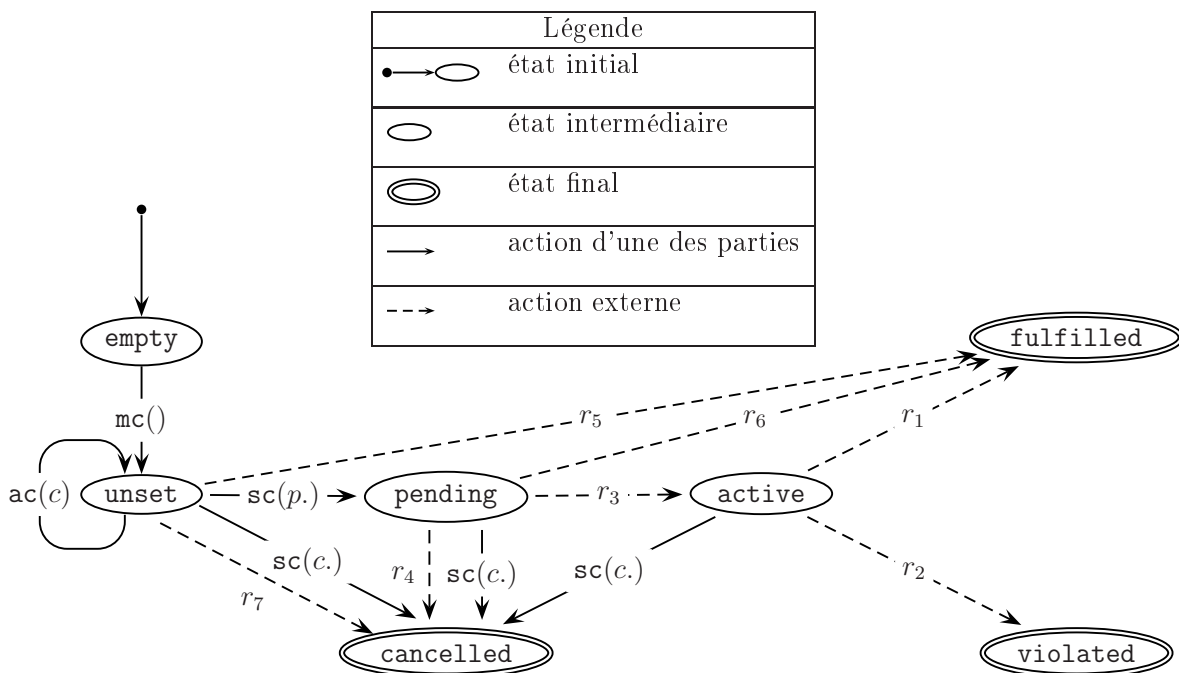 Légende
état initial
état intermédiaire
état final
action d'une des parties
action externe
empty
fulfilled
mc()
r5
r6
r1
ac(c)
unset
sc(p.)
pending
r3
active
sc(c.)
r4
sc(c.)
sc(c.)
r2
r7
cancelled
violated